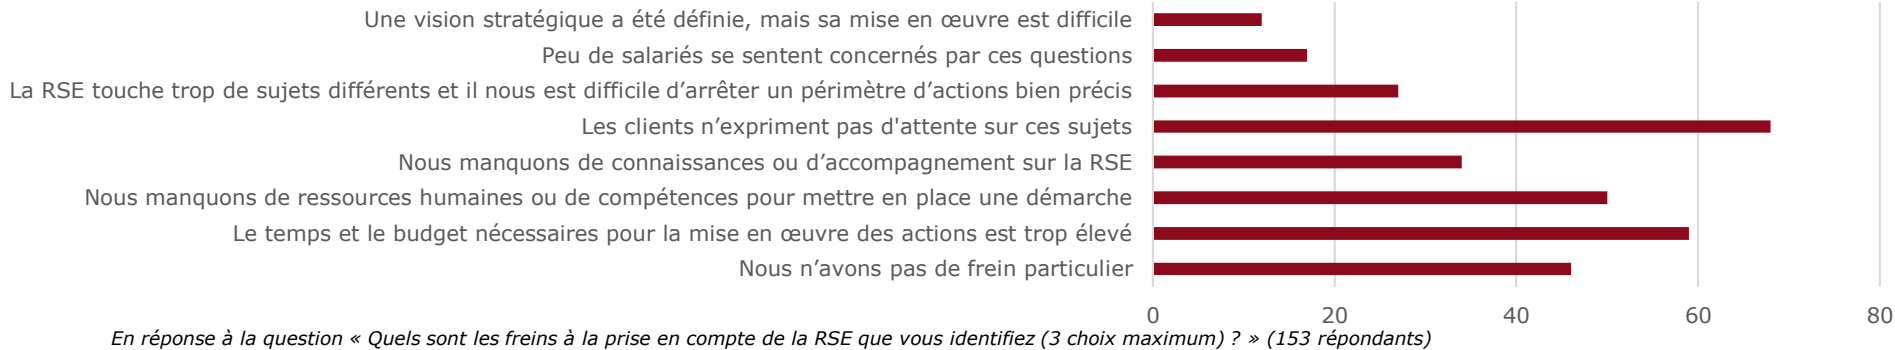 Une vision stratégique a été définie, mais sa mise en œuvre est difficile
Peu de salariés se sentent concernés par ces questions
La RSE touche trop de sujets différents et il nous est difficile d’arrêter un périmètre d’actions bien précis
Les clients n’expriment pas d'attente sur ces sujets
Nous manquons de connaissances ou d’accompagnement sur la RSE
Nous manquons de ressources humaines ou de compétences pour mettre en place une démarche
Le temps et le budget nécessaires pour la mise en œuvre des actions est trop élevé
Nous n’avons pas de frein particulier
0 20 40 60 80
En réponse à la question « Quels sont les freins à la prise en compte de la RSE que vous identifiez (3 choix maximum) ? » (153 répondants)